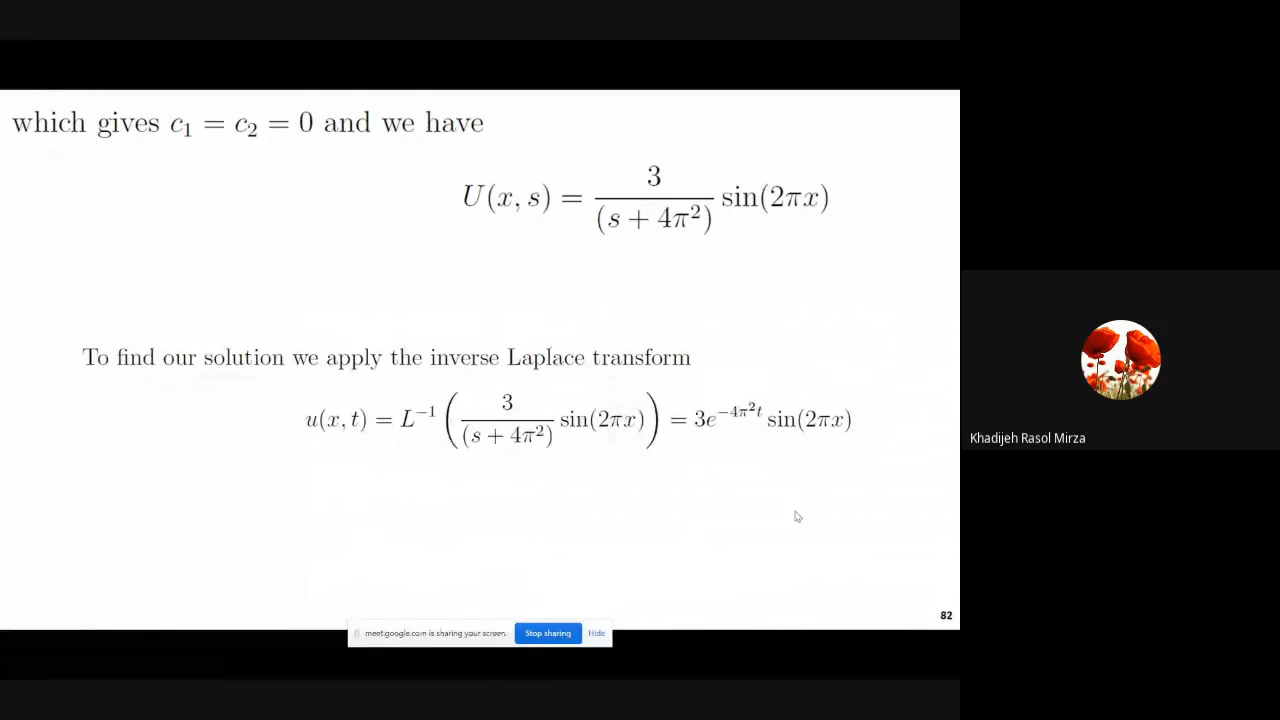 which gives c₁ = c₂ = 0 and we have
U(x, s) = 3/(s + 4π²) sin(2πx)
To find our solution we apply the inverse Laplace transform
u(x, t) = L⁻¹ (3/(s + 4π²) sin(2πx)) = 3e^{−4π²t} sin(2πx)
Khadijeh Rasol Mirza
82
meet.google.com is sharing your screen. Stop sharing Hide